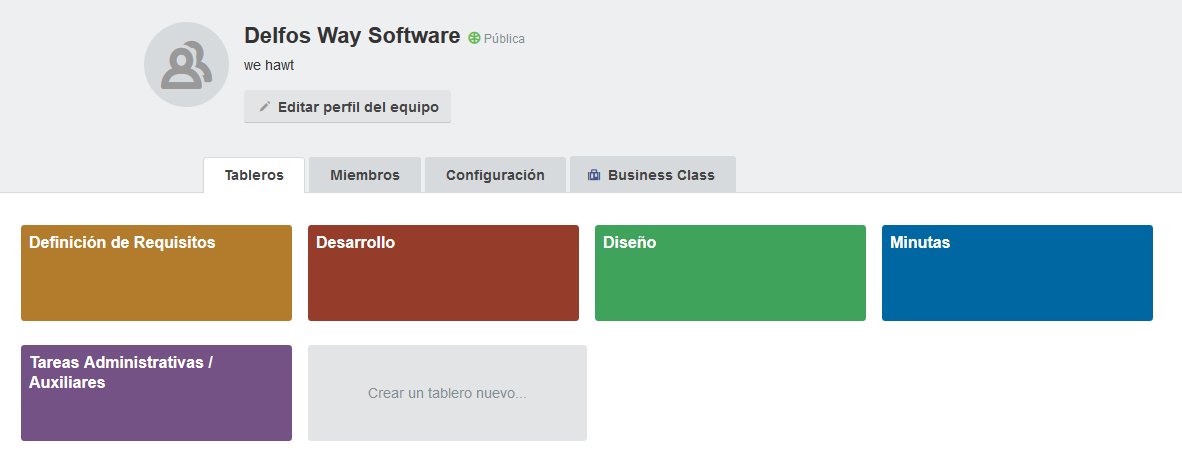 Delfos Way Software Pública
we hawt
Editar perfil del equipo
Tableros Miembros Configuración Business Class
Definición de Requisitos Desarrollo Diseño Minutas
Tareas Administrativas /
Auxiliares
Crear un tablero nuevo...